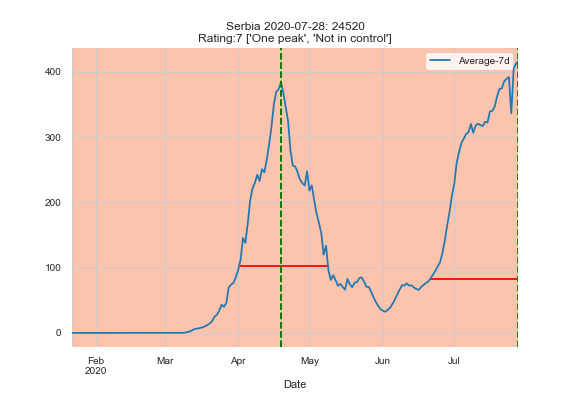 Serbia 2020-07-28: 24520
Rating:7 ['One peak', 'Not in control']
Average-7d
400
300
200
100
0
Feb
2020
Mar
Apr
May
Jun
Jul
Date